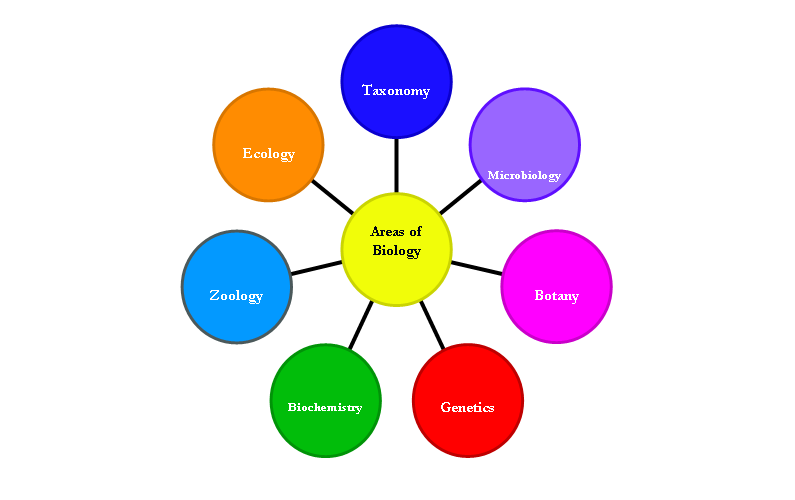 Taxonomy
Ecology
Microbiology
Areas of
Biology
Zoology
Botany
Biochemistry
Genetics